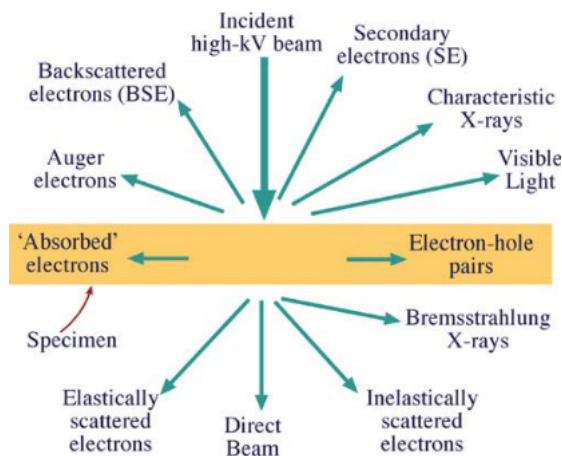 Incident
high-kV beam
Secondary
electrons (SE)
Backscattered
electrons (BSE)
Characteristic
X-rays
Auger
electrons
Visible
Light
‘Absorbed’
electrons
Electron-hole
pairs
Specimen
Bremsstrahlung
X-rays
Elastically
scattered
electrons
Direct
Beam
Inelastically
scattered
electrons